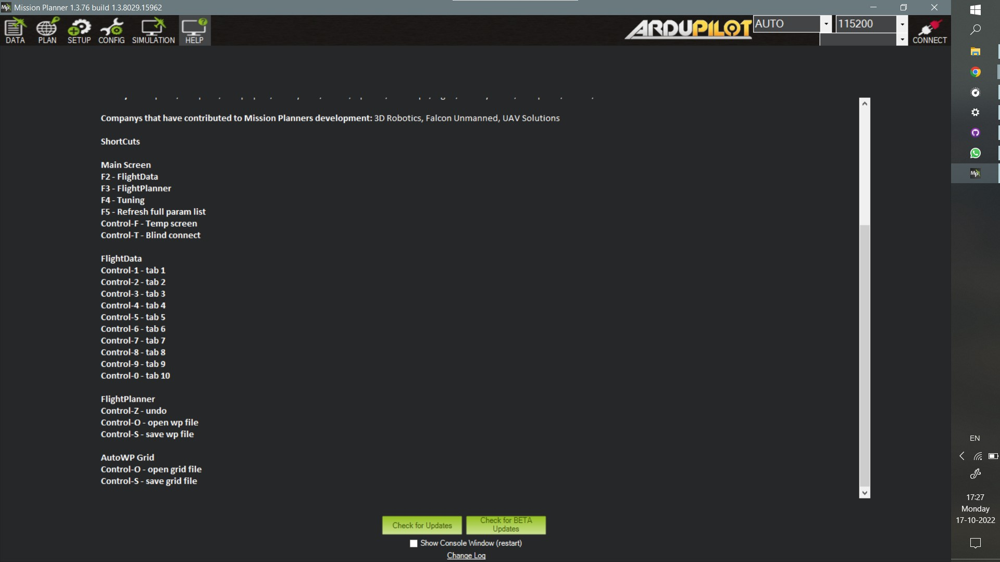 Mission Planner 1.3.76 build 1.3.8029.15962
DATA PLAN SETUP CONFIG SIMULATION HELP
ARDUPILOT AUTO 115200 CONNECT
Companys that have contributed to Mission Planners development: 3D Robotics, Falcon Unmanned, UAV Solutions
ShortCuts
Main Screen
F2 - FlightData
F3 - FlightPlanner
F4 - Tuning
F5 - Refresh full param list
Control-F - Temp screen
Control-T - Blind connect
FlightData
Control-1 - tab 1
Control-2 - tab 2
Control-3 - tab 3
Control-4 - tab 4
Control-5 - tab 5
Control-6 - tab 6
Control-7 - tab 7
Control-8 - tab 8
Control-9 - tab 9
Control-0 - tab 10
FlightPlanner
Control-Z - undo
Control-O - open wp file
Control-S - save wp file
AutoWP Grid
Control-O - open grid file
Control-S - save grid file
Check for Updates
Check for BETA
Updates
Show Console Window (restart)
Change Log
Mp
EN
17:27
Monday
17-10-2022